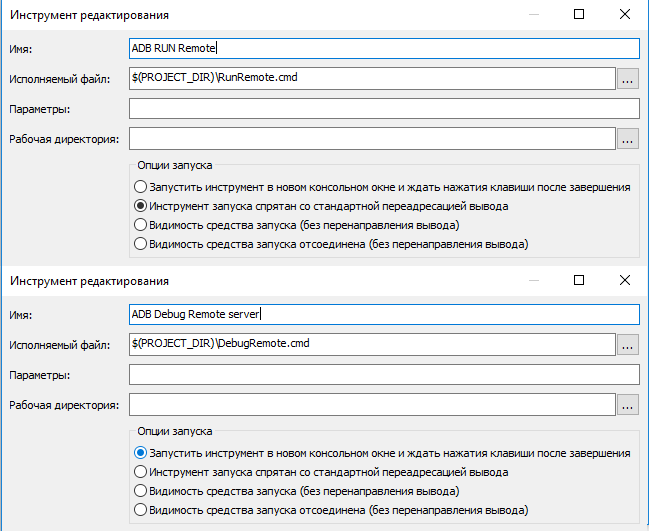 Инструмент редактирования
Имя: ADB RUN Remote
Исполняемый файл: $(PROJECT_DIR)\RunRemote.cmd ...
Параметры:
Рабочая директория: ...
Опции запуска
Запустить инструмент в новом консольном окне и ждать нажатия клавиши после завершения
Инструмент запуска спрятан со стандартной переадресацией вывода
Видимость средства запуска (без перенаправления вывода)
Видимость средства запуска отсоединена (без перенаправления вывода)
Инструмент редактирования
Имя: ADB Debug Remote server
Исполняемый файл: $(PROJECT_DIR)\DebugRemote.cmd ...
Параметры:
Рабочая директория: ...
Опции запуска
Запустить инструмент в новом консольном окне и ждать нажатия клавиши после завершения
Инструмент запуска спрятан со стандартной переадресацией вывода
Видимость средства запуска (без перенаправления вывода)
Видимость средства запуска отсоединена (без перенаправления вывода)